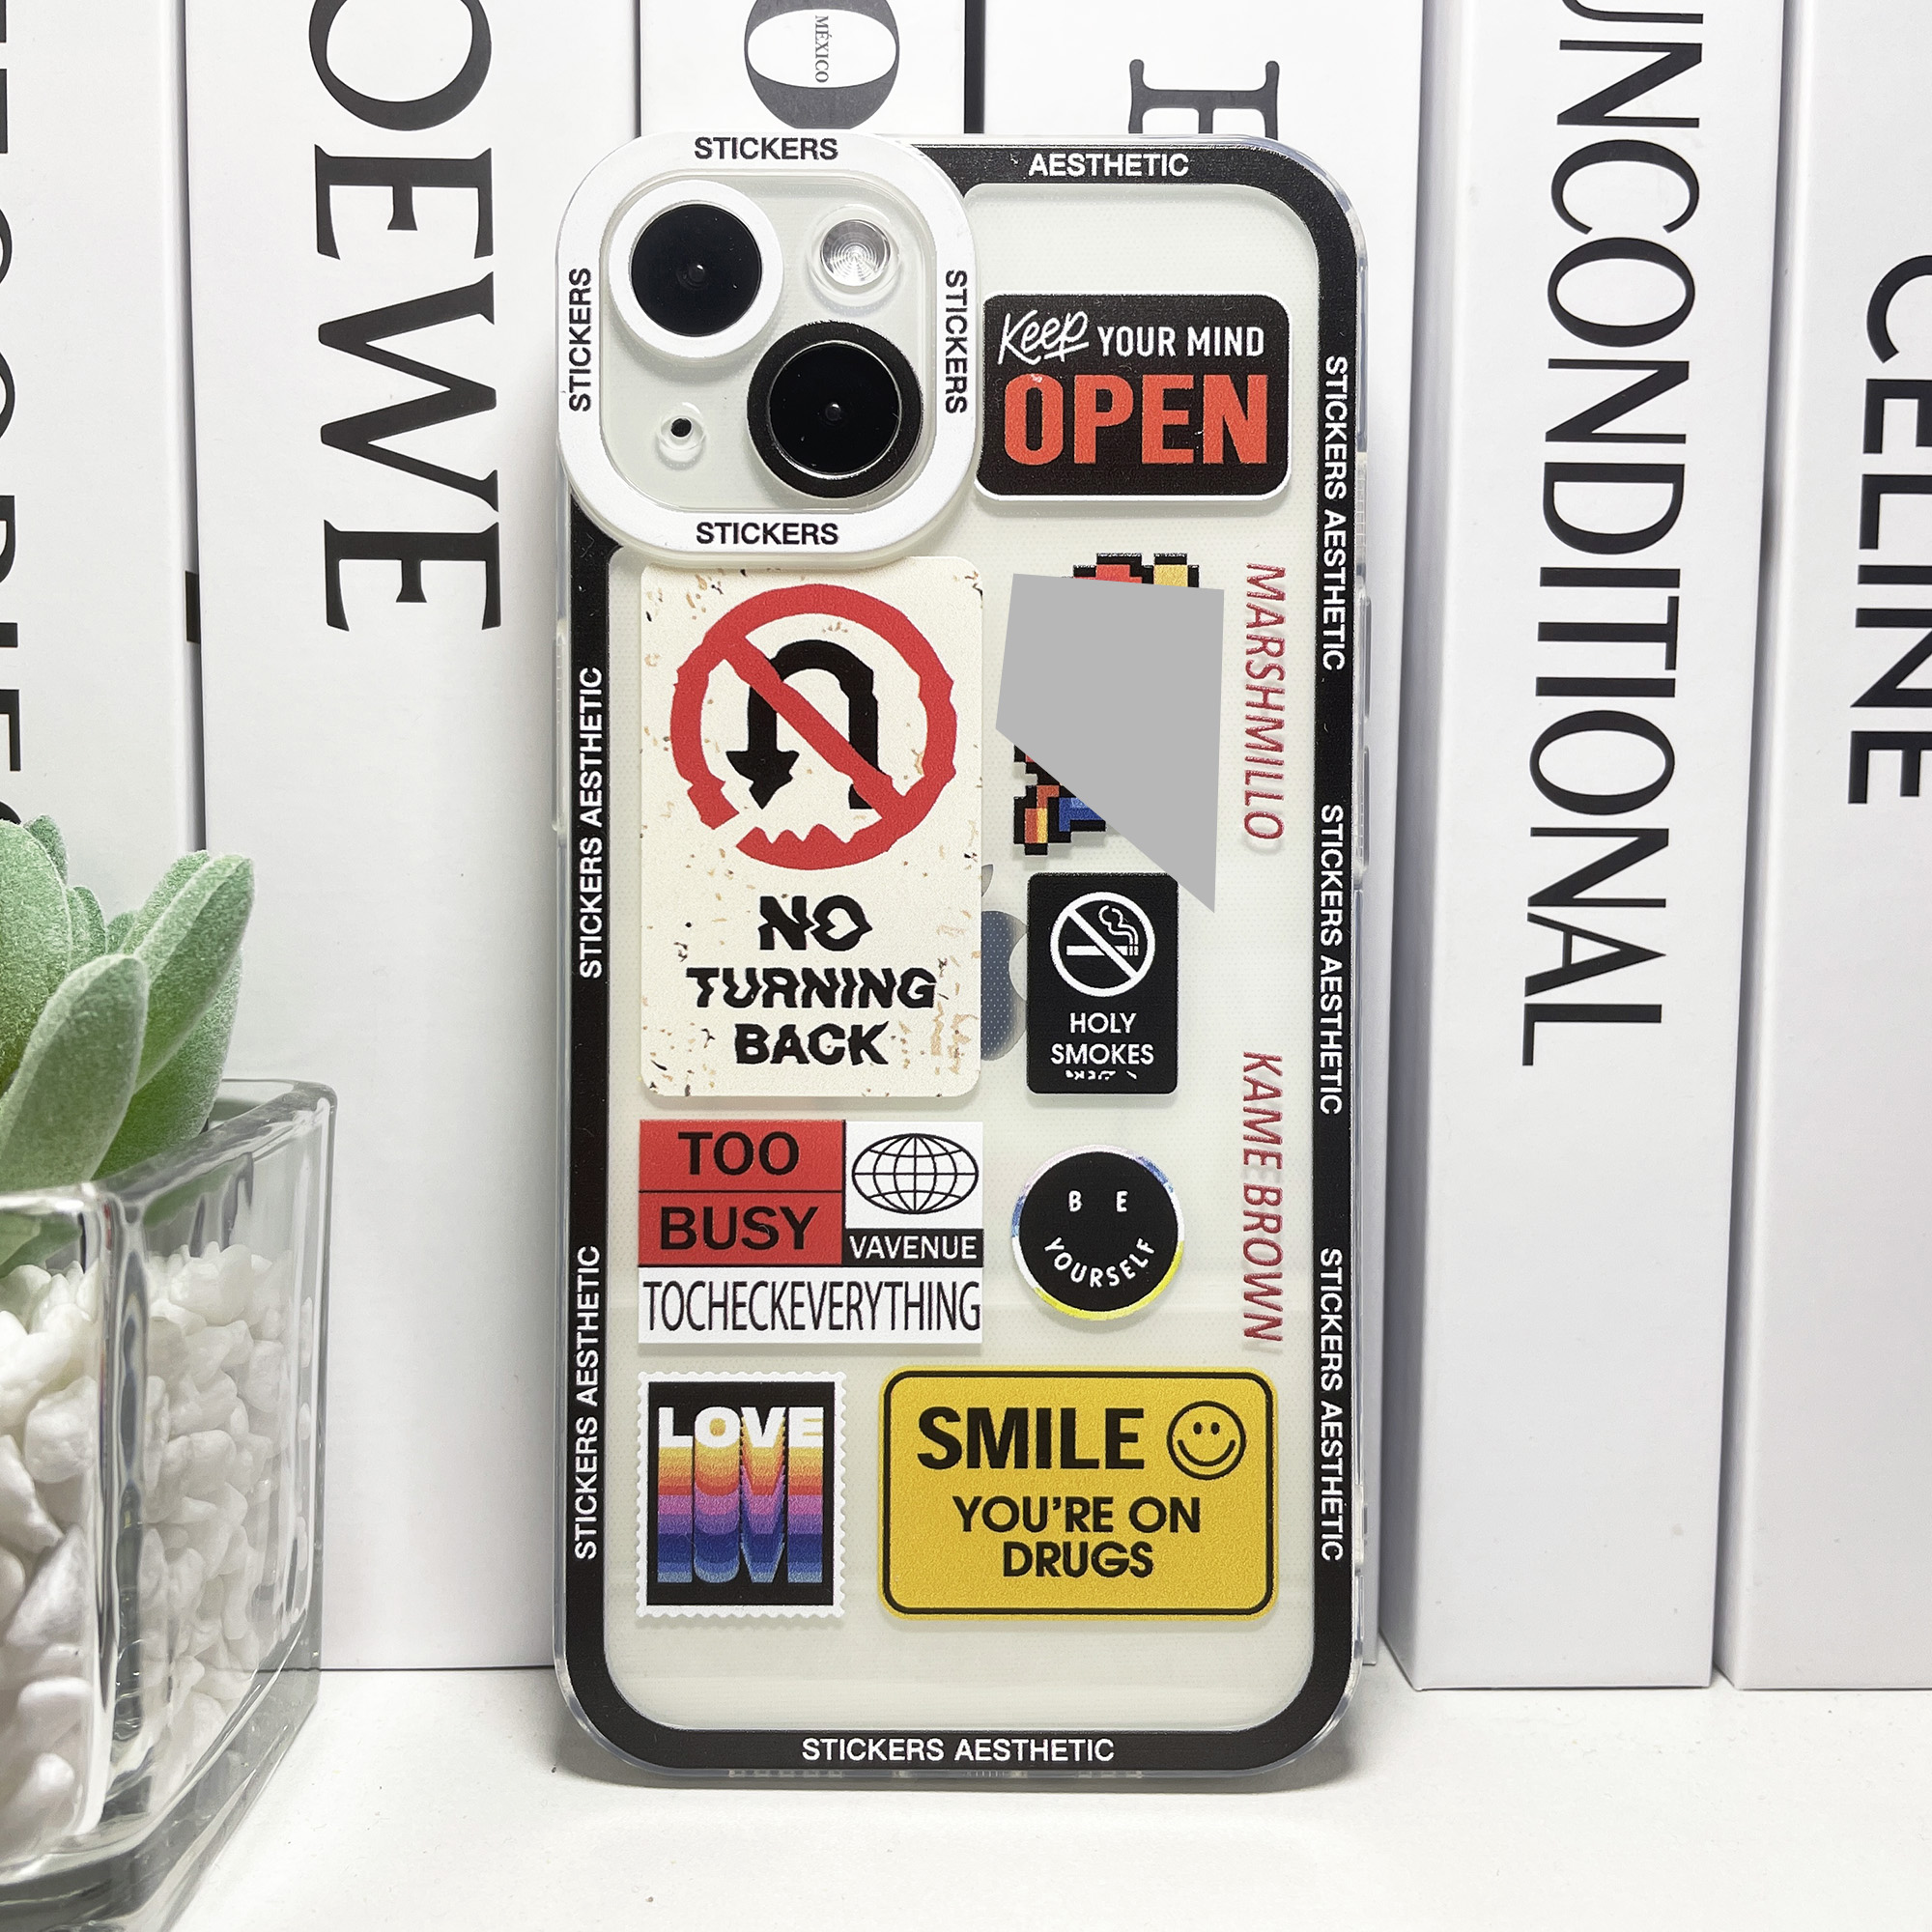 OEWE
MÉXICO
UNCONDITIONAL
CELINE
STICKERS
STICKERS
STICKERS
STICKERS
AESTHETIC
Keep YOUR MIND
OPEN
STICKERS AESTHETIC
STICKERS AESTHETIC
STICKERS AESTHETIC
MARSHMILLO
KAME BROWN
STICKERS AESTHETIC
STICKERS AESTHETIC
NO
TURNING
BACK
HOLY
SMOKES
TOO
BUSY
VAVENUE
TOCHECKEVERYTHING
BE
YOURSELF
LOVE
SMILE
YOU'RE ON
DRUGS
STICKERS AESTHETIC